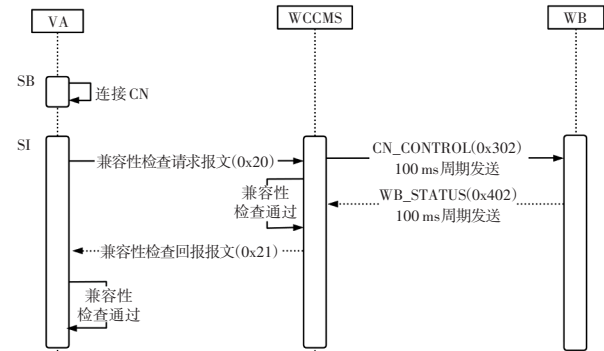 VA
WCCMS
WB
SB
连接CN
SI
兼容性检查请求报文(0x20)
CN_CONTROL(0x302)
100 ms周期发送
兼容性
检查通过
WB_STATUS(0x402)
100 ms周期发送
兼容性检查回报报文(0x21)
兼容性
检查通过